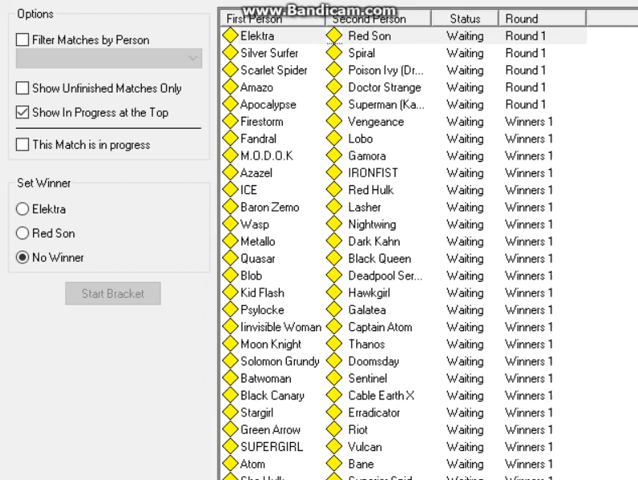 www.Bandicam.com
Options
Filter Matches by Person
Show Unfinished Matches Only
Show In Progress at the Top
This Match is in progress
Set Winner
Elektra
Red Son
No Winner
Start Bracket
First Person Second Person Status Round
Elektra Red Son Waiting Round 1
Silver Surfer Spiral Waiting Round 1
Scarlet Spider Poison Ivy (Dr... Waiting Round 1
Amazo Doctor Strange Waiting Round 1
Apocalypse Superman (Ka... Waiting Round 1
Firestorm Vengeance Waiting Winners 1
Fandral Lobo Waiting Winners 1
M.O.D.O.K Gamora Waiting Winners 1
Azazel IRONFIST Waiting Winners 1
ICE Red Hulk Waiting Winners 1
Baron Zemo Lasher Waiting Winners 1
Wasp Nightwing Waiting Winners 1
Metallo Dark Kahn Waiting Winners 1
Quasar Black Queen Waiting Winners 1
Blob Deadpool Ser... Waiting Winners 1
Kid Flash Hawkgirl Waiting Winners 1
Psylocke Galatea Waiting Winners 1
Iinvisible Woman Captain Atom Waiting Winners 1
Moon Knight Thanos Waiting Winners 1
Solomon Grundy Doomsday Waiting Winners 1
Batwoman Sentinel Waiting Winners 1
Black Canary Cable Earth X Waiting Winners 1
Stargirl Erradicator Waiting Winners 1
Green Arrow Riot Waiting Winners 1
SUPERGIRL Vulcan Waiting Winners 1
Atom Bane Waiting Winners 1